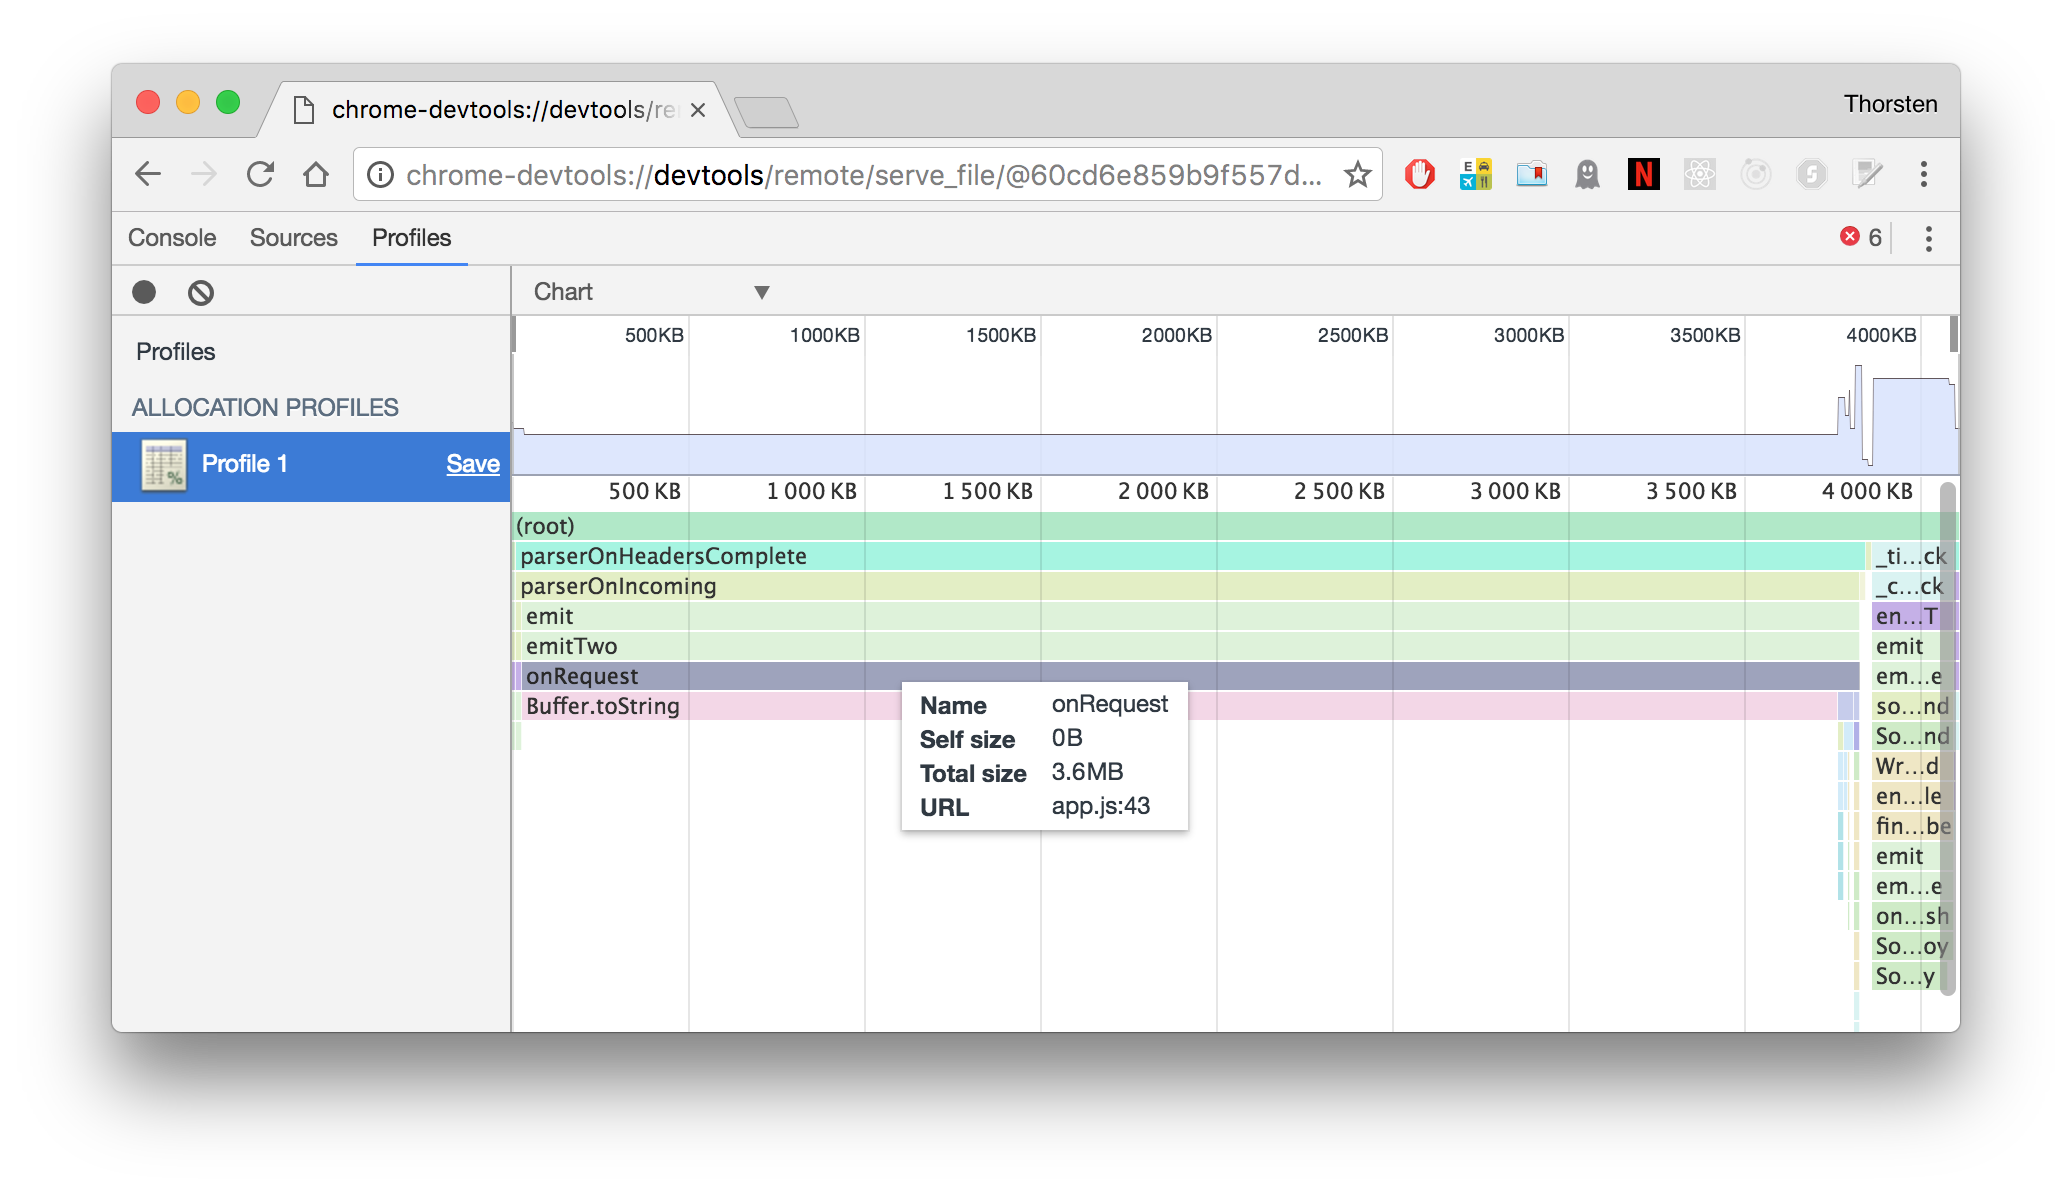 chrome-devtools://devtools/re
Thorsten
chrome-devtools://devtools/remote/serve_file/@60cd6e859b9f557d...
Console Sources Profiles 6
Chart
Profiles
ALLOCATION PROFILES
Profile 1 Save
500KB 1000KB 1500KB 2000KB 2500KB 3000KB 3500KB 4000KB
500 KB 1 000 KB 1 500 KB 2 000 KB 2 500 KB 3 000 KB 3 500 KB 4 000 KB
(root)
parserOnHeadersComplete _ti...ck
parserOnIncoming _c...ck
emit en...T
emitTwo emit
onRequest em...e
Buffer.toString so...nd
So...nd
Wr...d
en...le
fin...be
emit
em...e
on...sh
So...oy
So...y
Name onRequest
Self size 0B
Total size 3.6MB
URL app.js:43